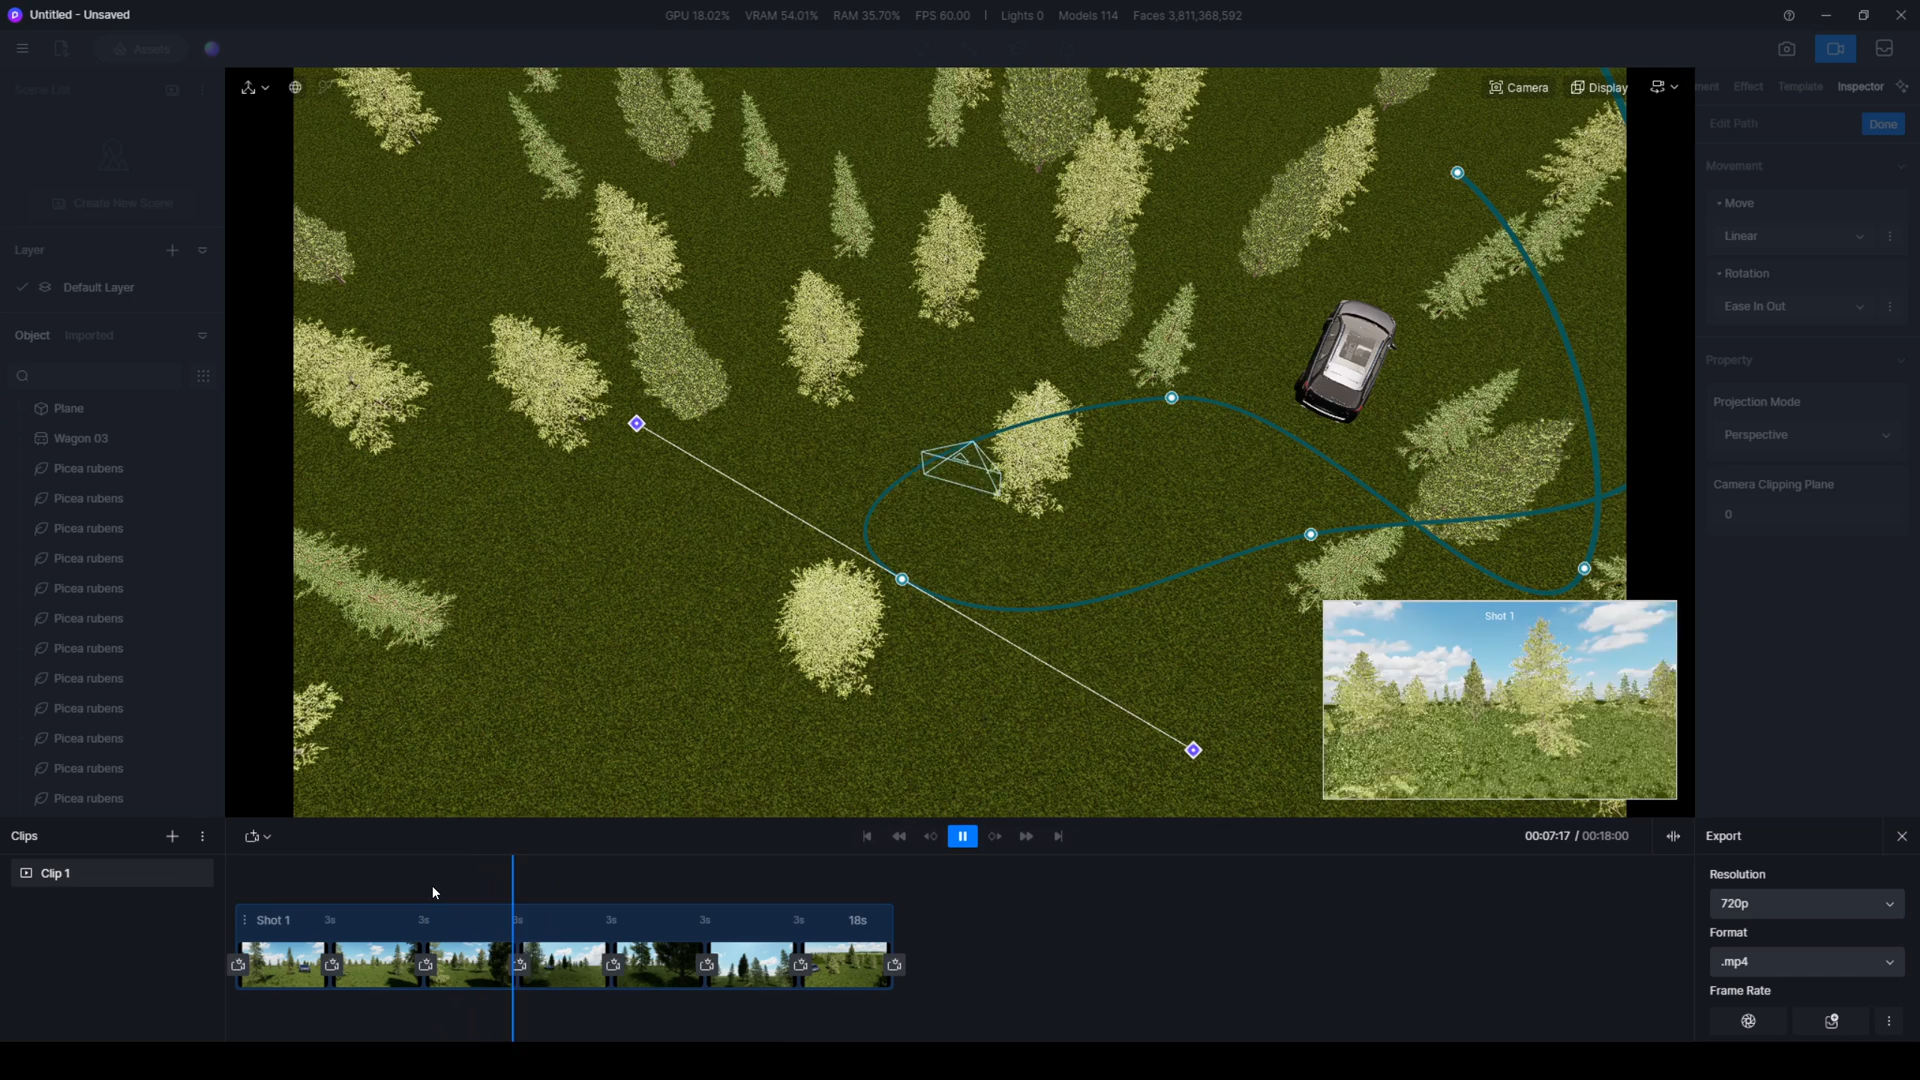 Untitled - Unsaved
GPU 18.02% VRAM 54.01% RAM 35.70% FPS 60.00 | Lights 0 Models 114 Faces 3,811,368,592
Assets
Scene List
Camera
Display
ment
Effect
Template
Inspector
Edit Path
Done
Create New Scene
Movement
Move
Linear
Rotation
Ease In Out
Layer
Default Layer
Object
Imported
Property
Projection Mode
Perspective
Camera Clipping Plane
0
Plane
Wagon 03
Picea rubens
Picea rubens
Picea rubens
Picea rubens
Picea rubens
Picea rubens
Picea rubens
Picea rubens
Picea rubens
Picea rubens
Picea rubens
Picea rubens
Shot 1
Clips
00:07:17 / 00:18:00
Export
Clip 1
Resolution
720p
Shot 1
3s
3s
3s
3s
3s
3s
18s
Format
.mp4
Frame Rate